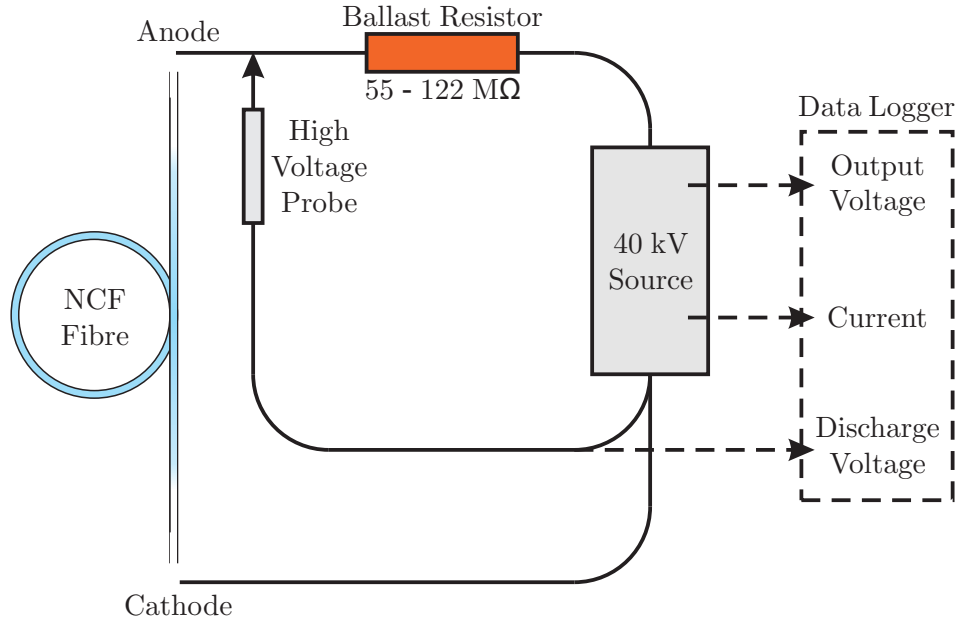 Ballast Resistor
Anode
55 - 122 MΩ
High
Voltage
Probe
Data Logger
Output
Voltage
40 kV
Source
NCF
Fibre
Current
Discharge
Voltage
Cathode